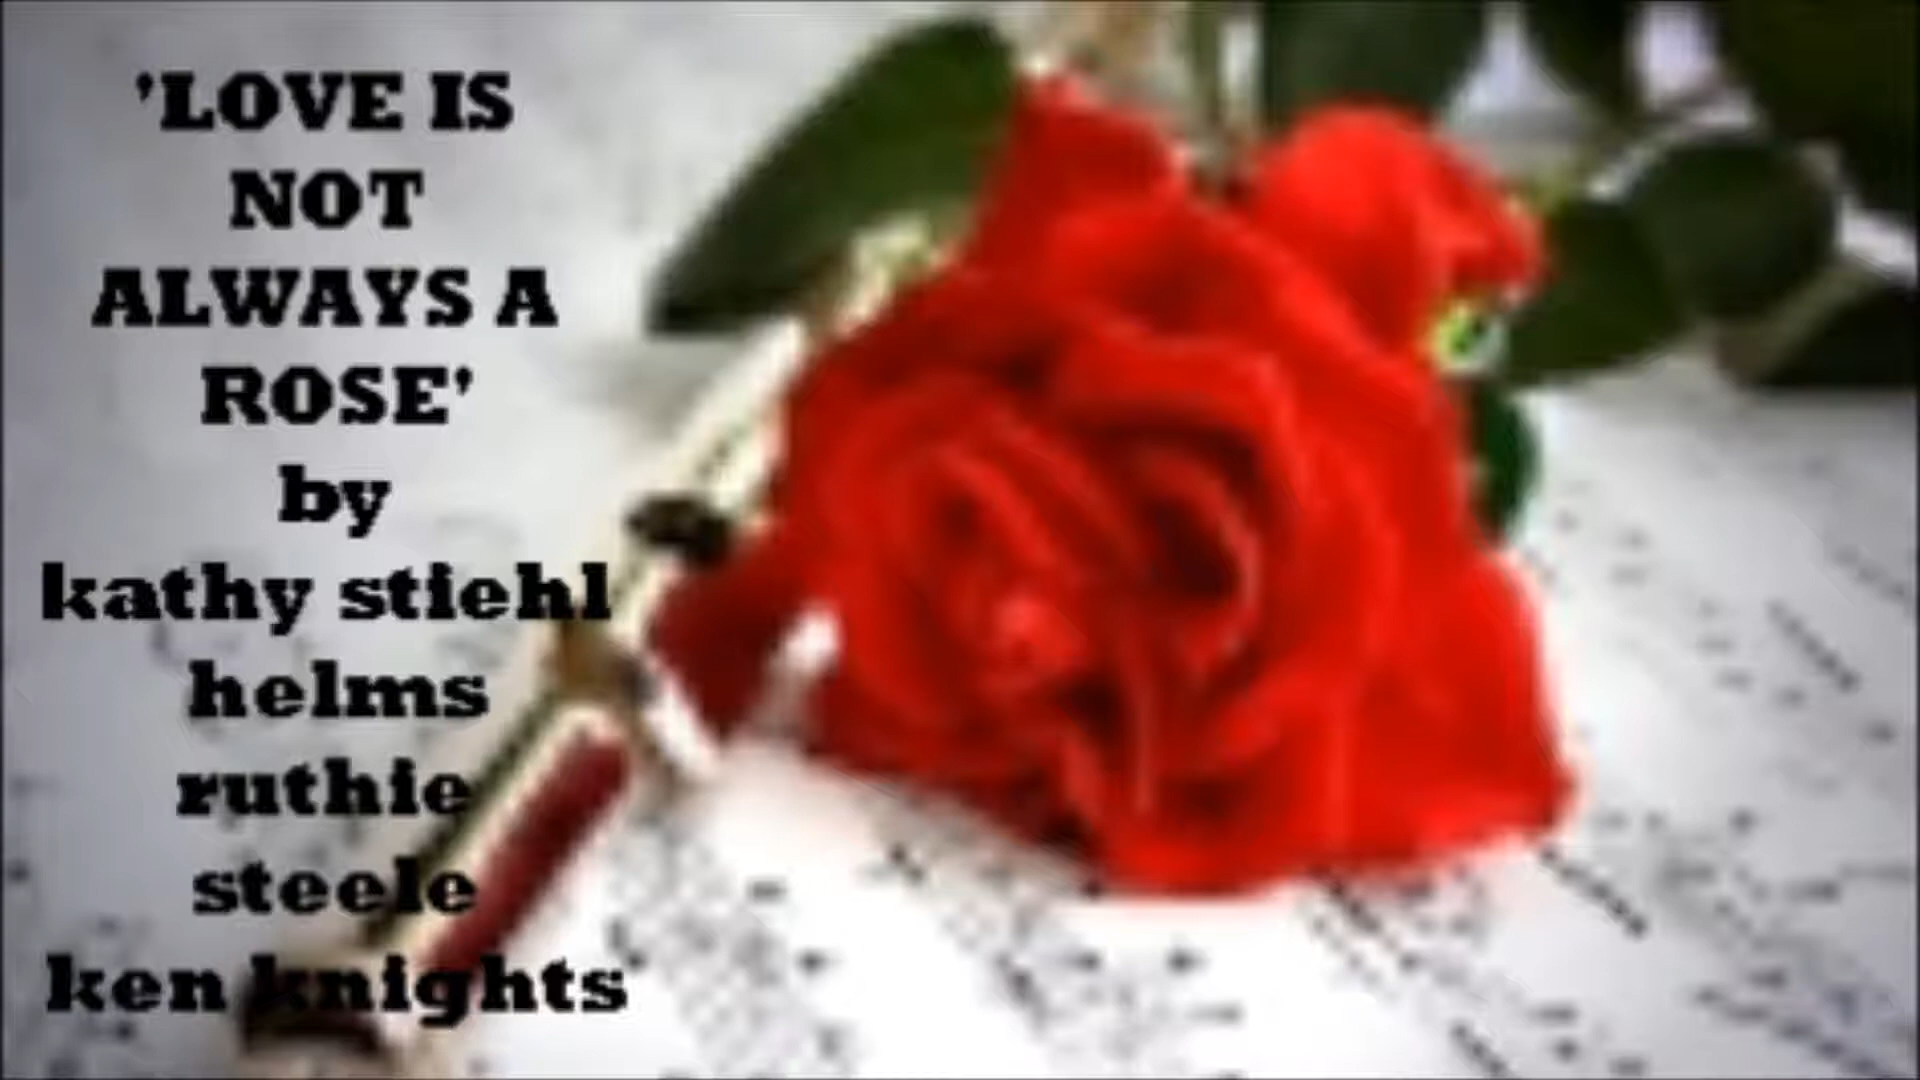 'LOVE IS
NOT
ALWAYS A
ROSE'
by
kathy stiehl
helms
ruthie
steele
ken knights